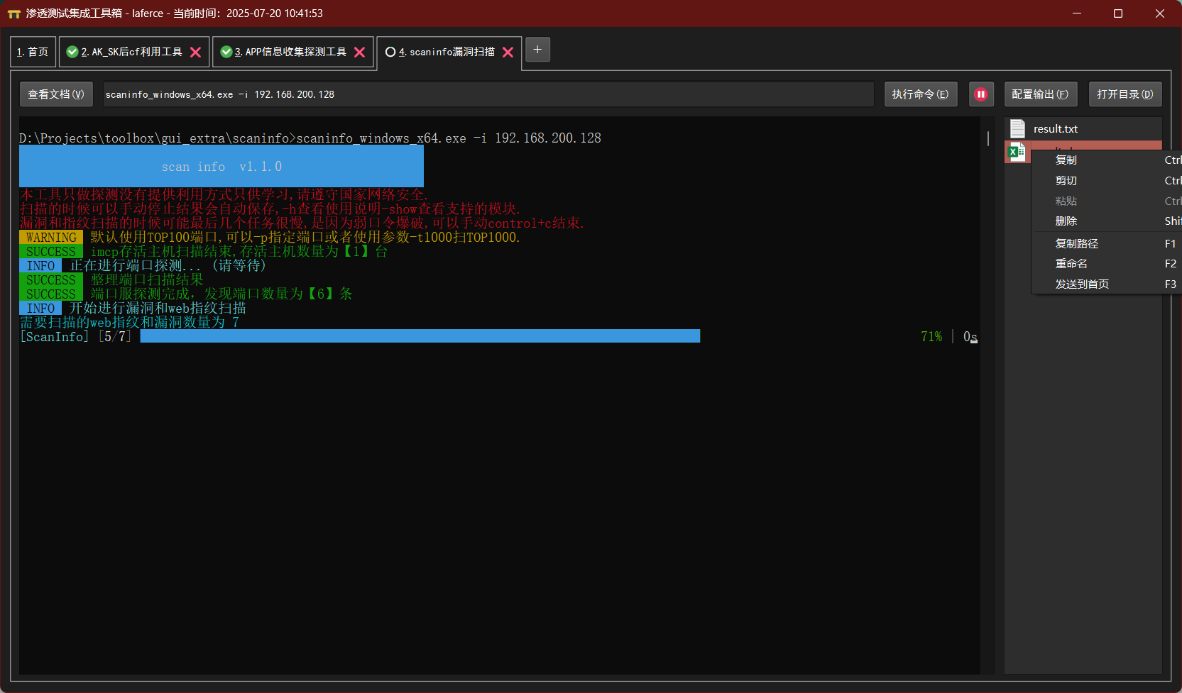 渗透测试集成工具箱 - laferce - 当前时间：2025-07-20 10:41:53
1. 首页
2. AK_SK后cf利用工具
3. APP信息收集探测工具
4. scaninfo漏洞扫描
+
查看文档(V)
scaninfo_windows_x64.exe -i 192.168.200.128
执行命令(E)
配置输出(F)
打开目录(D)
D:\Projects\toolbox\gui_extra\scaninfo>scaninfo_windows_x64.exe -i 192.168.200.128
scan info  v1.1.0
本工具只做探测没有提供利用方式只供学习,请遵守国家网络安全.
扫描的时候可以手动停止结果会自动保存,-h查看使用说明-show查看支持的模块.
漏洞和指纹扫描的时候可能最后几个任务很慢,是因为弱口令爆破,可以手动control+c结束.
WARNING 默认使用TOP100端口,可以-p指定端口或者使用参数-t1000扫TOP1000.
SUCCESS imcp存活主机扫描结束,存活主机数量为【1】台
INFO 正在进行端口探测... (请等待)
SUCCESS 整理端口扫描结果
SUCCESS 端口服探测完成，发现端口数量为【6】条
INFO 开始进行漏洞和web指纹扫描
需要扫描的web指纹和漏洞数量为 7
[ScanInfo] [5/7] 71% | 0s
result.txt
复制 Ctrl
剪切 Ctrl
粘贴 Ctrl
删除 Shi
复制路径 F1
重命名 F2
发送到首页 F3